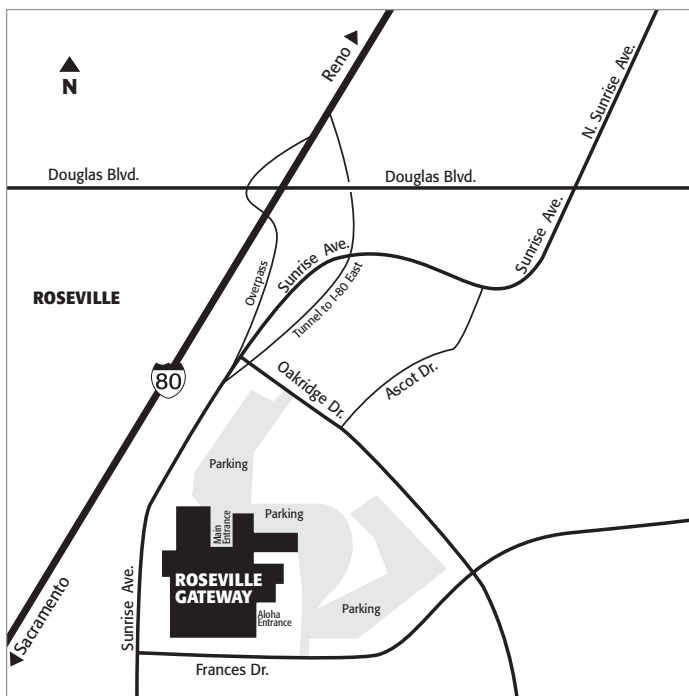 Reno
N
N. Sunrise Ave.
Douglas Blvd.
Douglas Blvd.
Sunrise Ave.
Sunrise Ave.
Overpass
Tunnel to I-80 East
ROSEVILLE
80
Oakridge Dr.
Ascot Dr.
Parking
Parking
Main
Entrance
ROSEVILLE
GATEWAY
Aloha
Entrance
Parking
Sunrise Ave.
Sacramento
Frances Dr.